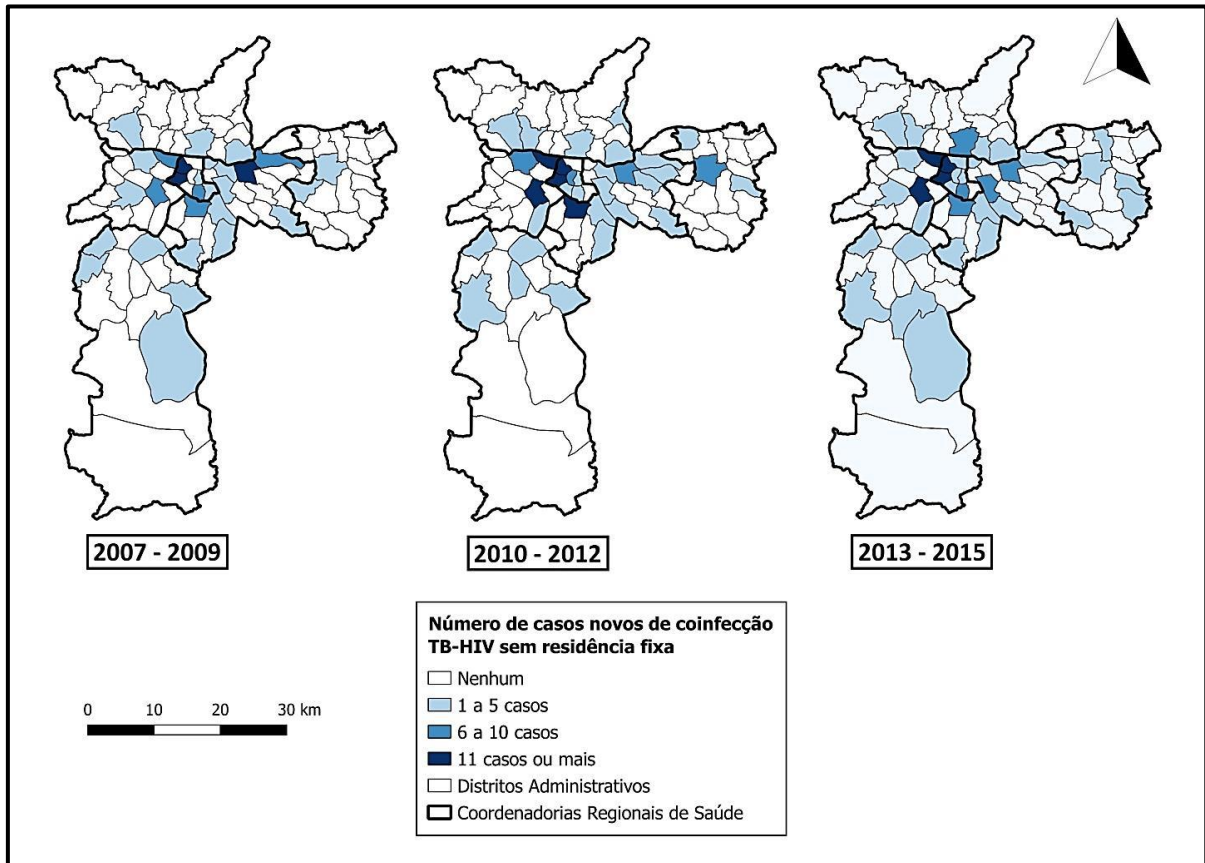 2007 - 2009
2010 - 2012
2013 - 2015
Número de casos novos de coinfecção
TB-HIV sem residência fixa
Nenhum
1 a 5 casos
6 a 10 casos
11 casos ou mais
Distritos Administrativos
Coordenadorias Regionais de Saúde
0 10 20 30 km